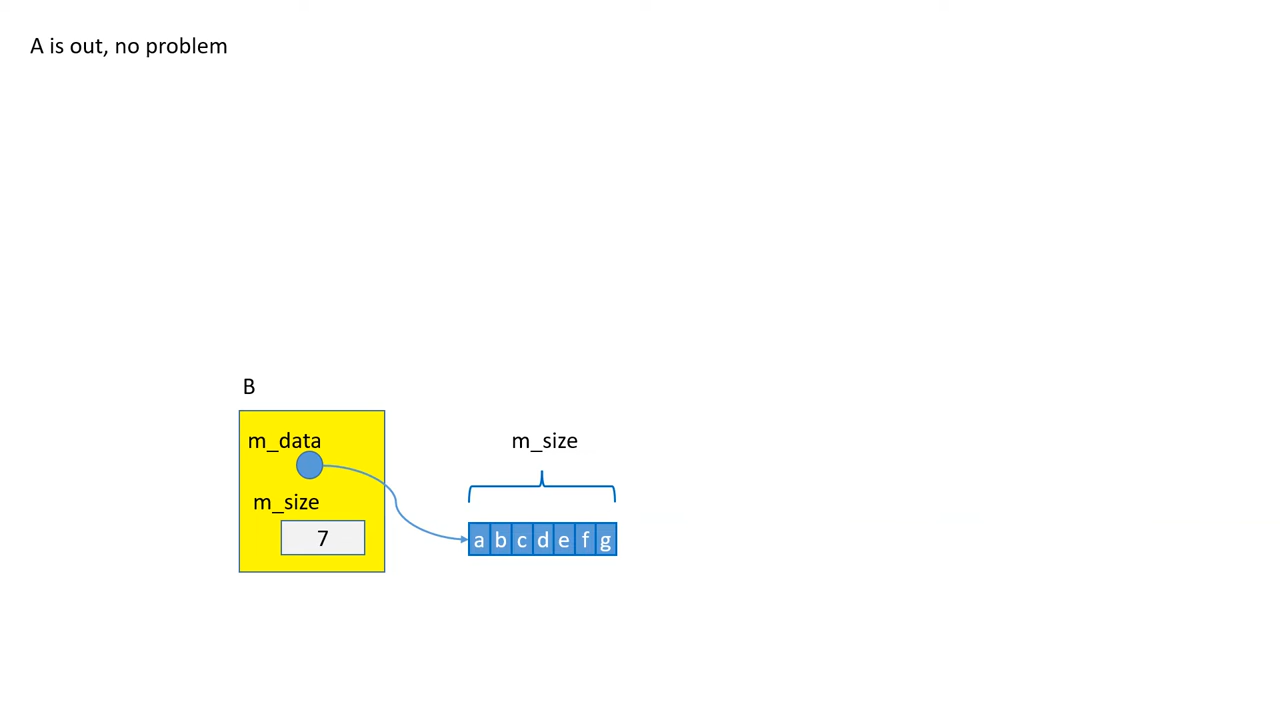 A is out, no problem
B
m_data
m_size
m_size
7
a b c d e f g